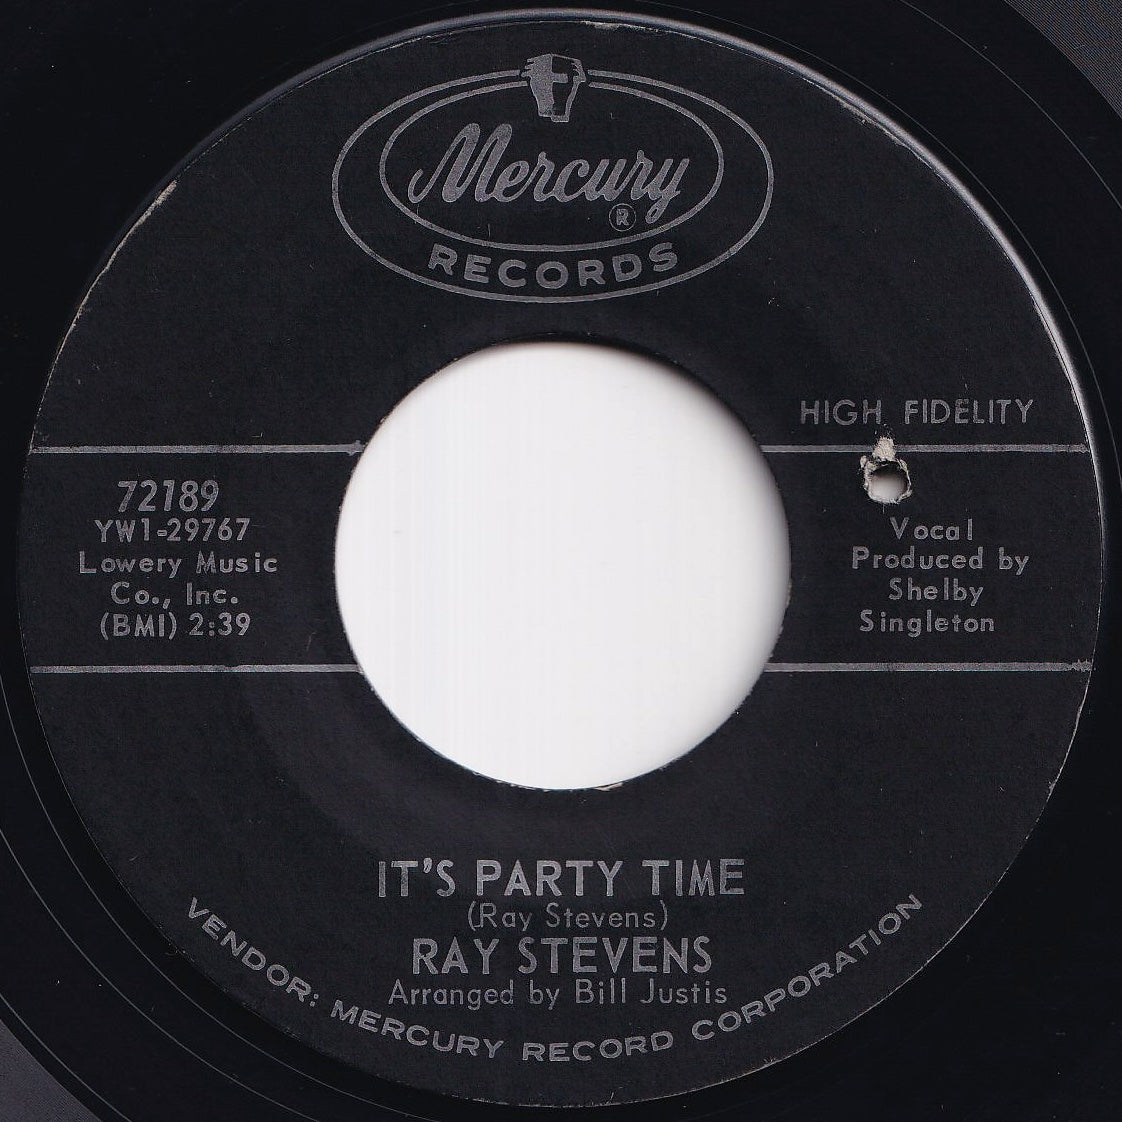 Mercury
®
RECORDS
HIGH FIDELITY
72189
YW1-29767
Lowery Music
Co., Inc.
(BMI) 2:39
Vocal
Produced by
Shelby
Singleton
IT'S PARTY TIME
(Ray Stevens)
RAY STEVENS
Arranged by Bill Justis
VENDOR: MERCURY RECORD CORPORATION